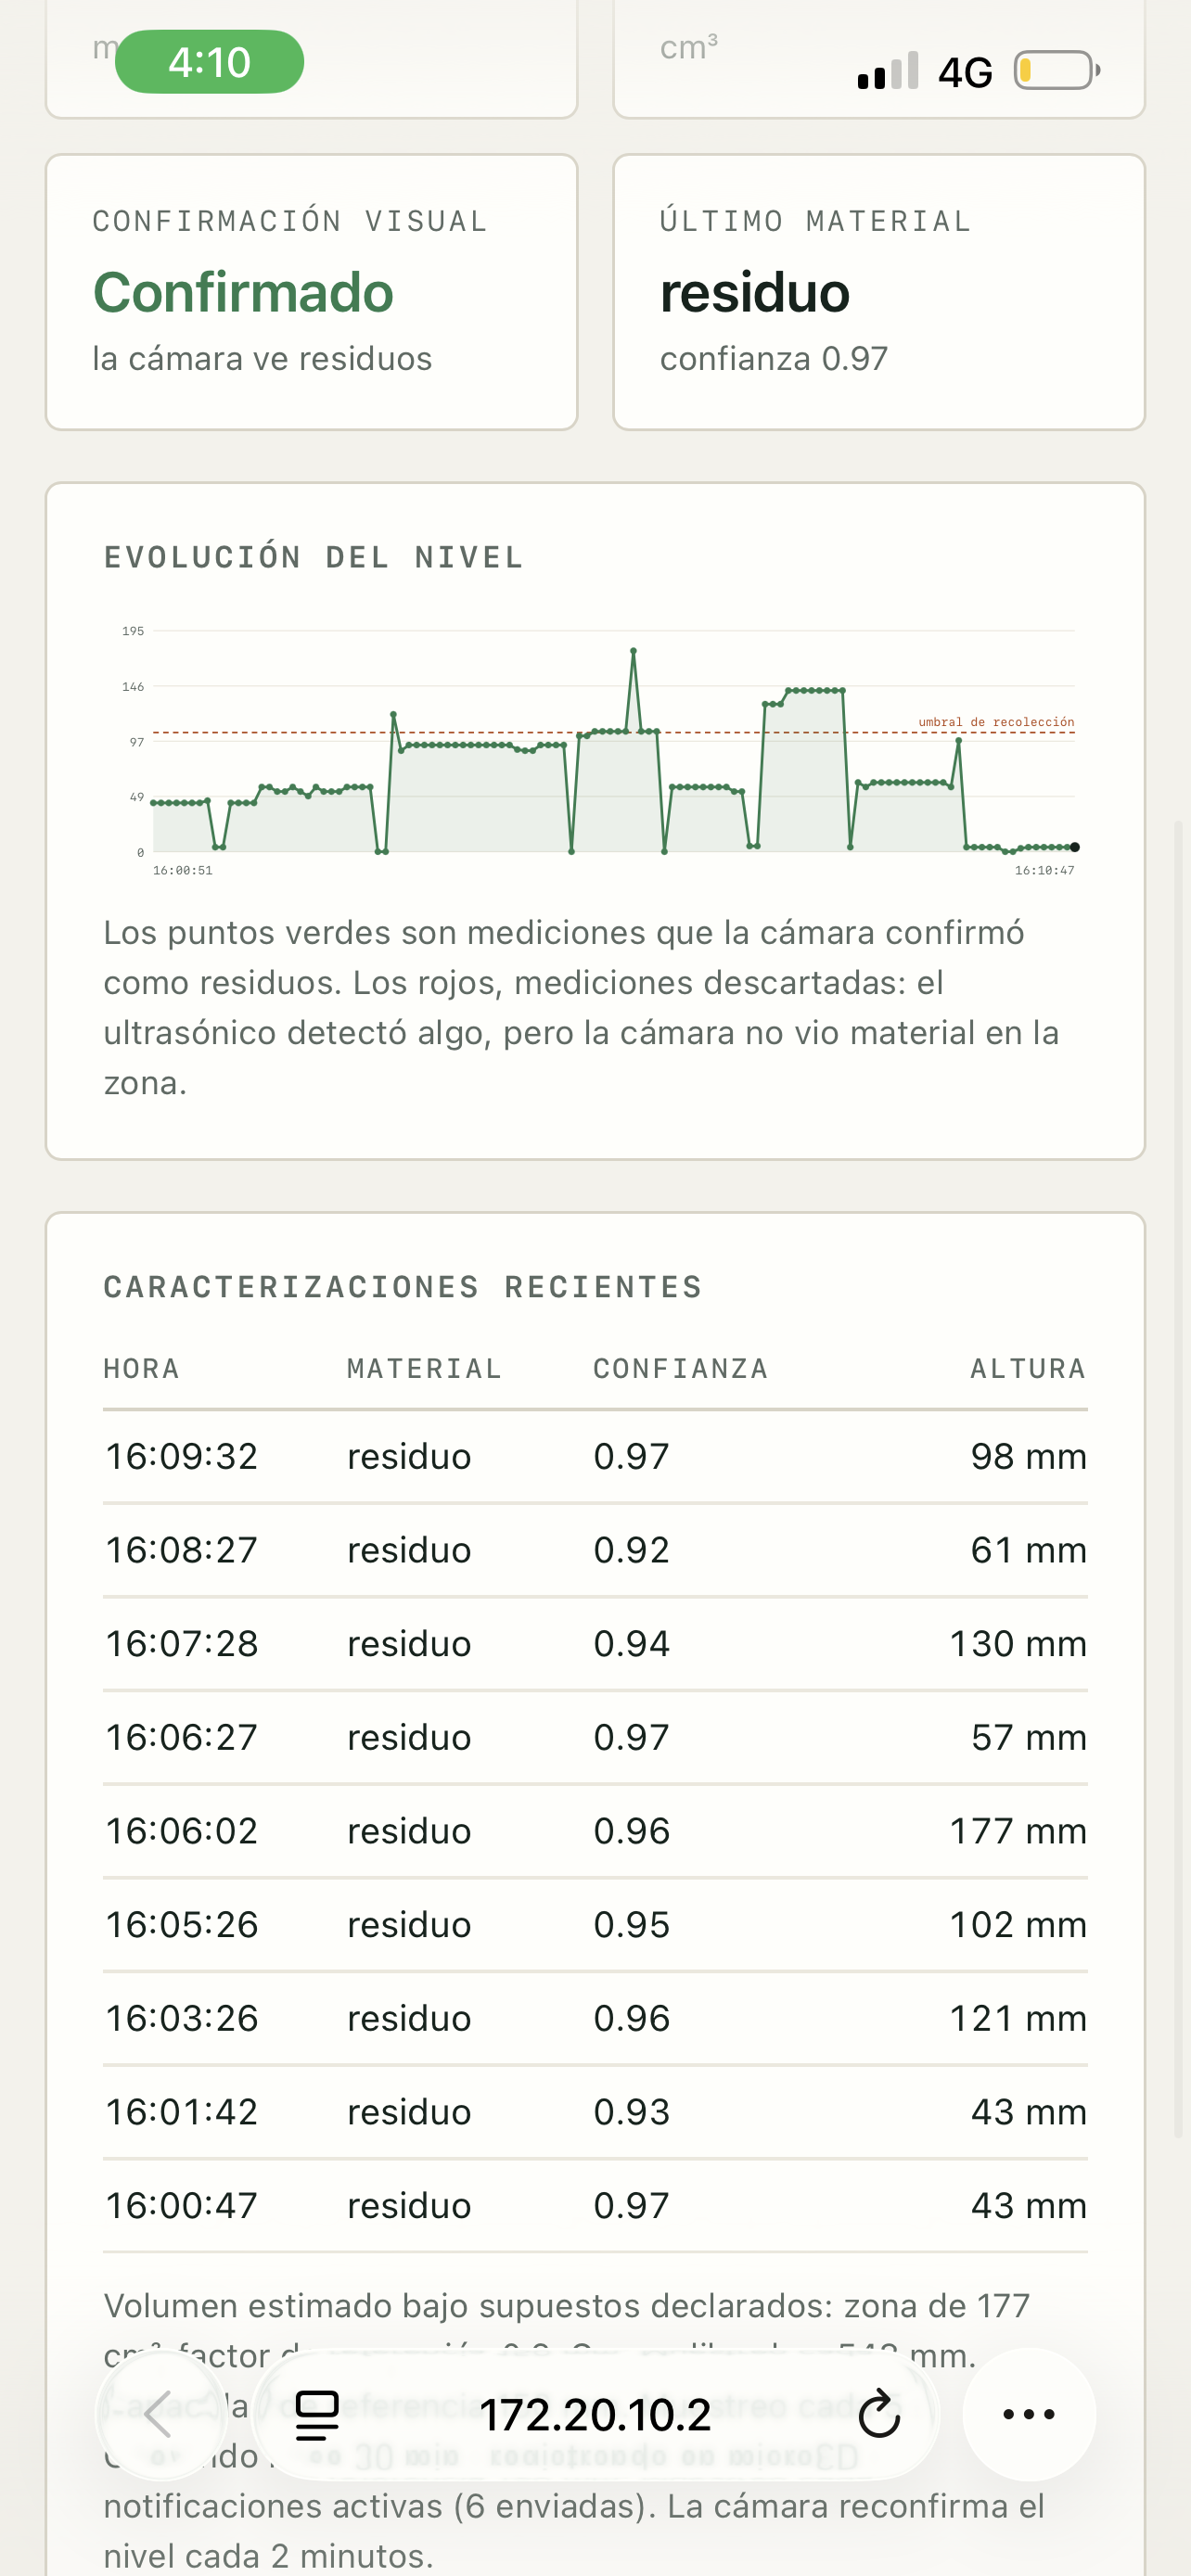 4:10
4G
cm³
CONFIRMACIÓN VISUAL
Confirmado
la cámara ve residuos
ÚLTIMO MATERIAL
residuo
confianza 0.97
EVOLUCIÓN DEL NIVEL
195
146
umbral de recolección
97
49
0
16:00:51 16:10:47
Los puntos verdes son mediciones que la cámara confirmó
como residuos. Los rojos, mediciones descartadas: el
ultrasónico detectó algo, pero la cámara no vio material en la
zona.
CARACTERIZACIONES RECIENTES
HORA MATERIAL CONFIANZA ALTURA
16:09:32 residuo 0.97 98 mm
16:08:27 residuo 0.92 61 mm
16:07:28 residuo 0.94 130 mm
16:06:27 residuo 0.97 57 mm
16:06:02 residuo 0.96 177 mm
16:05:26 residuo 0.95 102 mm
16:03:26 residuo 0.96 121 mm
16:01:42 residuo 0.93 43 mm
16:00:47 residuo 0.97 43 mm
Volumen estimado bajo supuestos declarados: zona de 177
factor mm.
la
172.20.10.2
notificaciones activas (6 enviadas). La cámara reconfirma el
nivel cada 2 minutos.